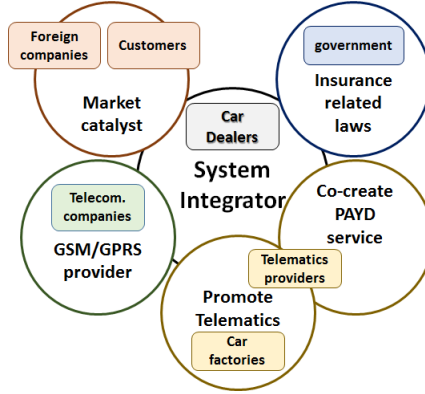 Foreign
companies
Customers
Market
catalyst
government
Insurance
related
laws
Car
Dealers
System
Integrator
Telecom.
companies
GSM/GPRS
provider
Co-create
PAYD
service
Telematics
providers
Promote
Telematics
Car
factories